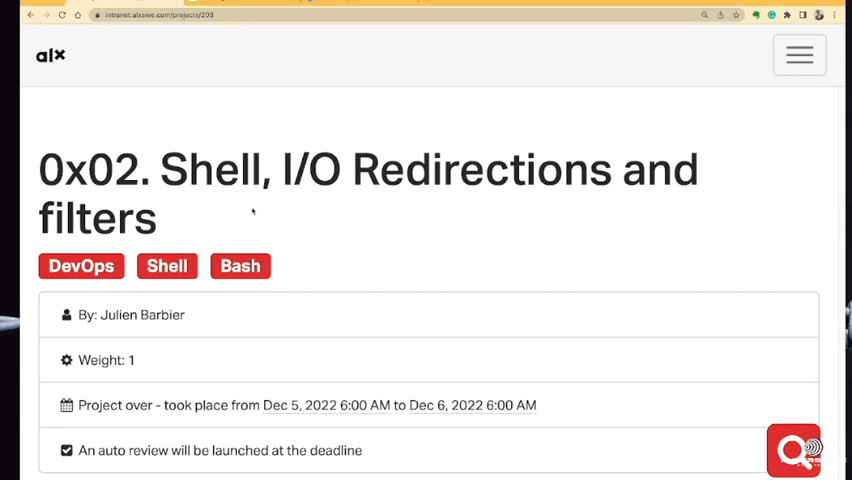 intranet.alxswe.com/projects/208
alx
0x02. Shell, I/O Redirections and
filters
DevOps Shell Bash
By: Julien Barbier
Weight: 1
Project over - took place from Dec 5, 2022 6:00 AM to Dec 6, 2022 6:00 AM
An auto review will be launched at the deadline